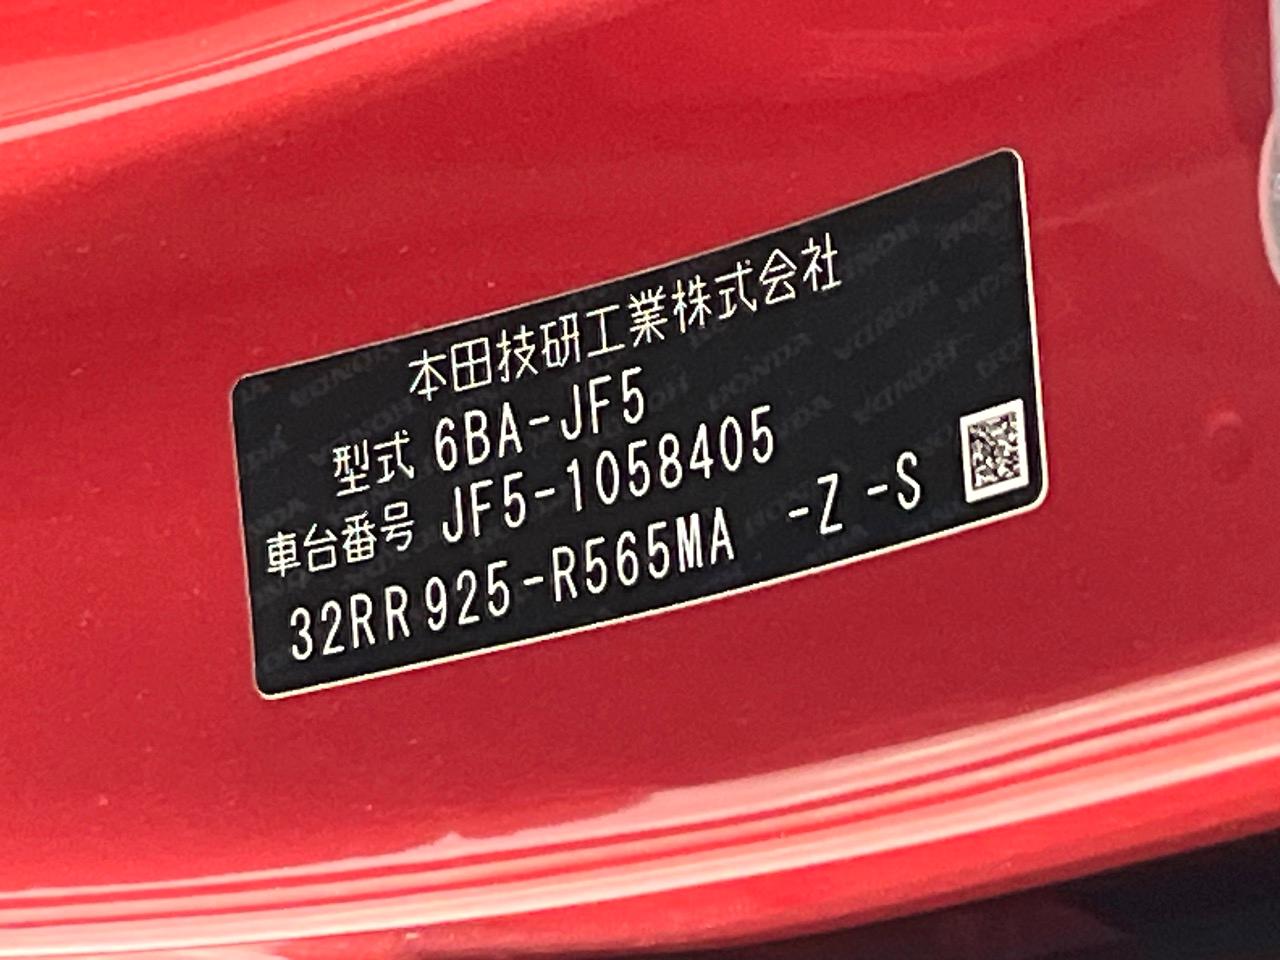 本田技研工業株式会社
型式 6BA-JF5
車台番号 JF5-1058405
32RR925-R565MA -Z -S